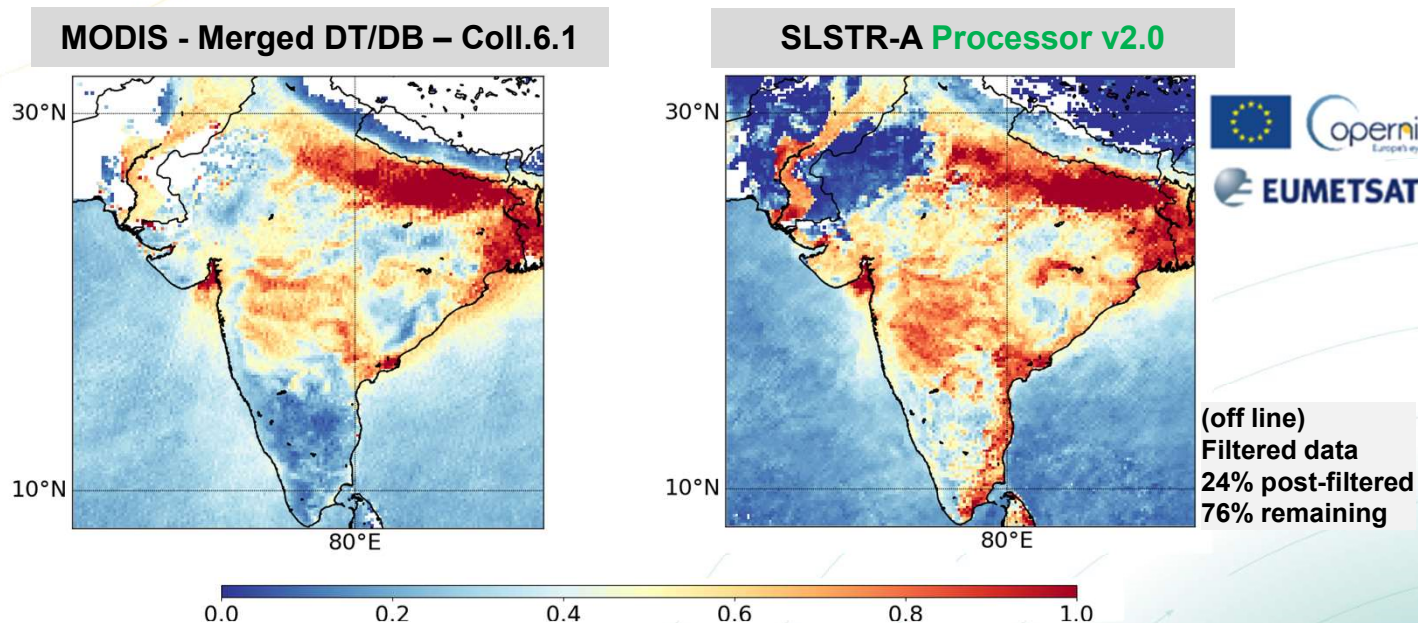 MODIS - Merged DT/DB – Coll.6.1
SLSTR-A Processor v2.0
30°N
10°N
80°E
30°N
10°N
80°E
EUMETSAT
(off line)
Filtered data
24% post-filtered
76% remaining
0.0 0.2 0.4 0.6 0.8 1.0